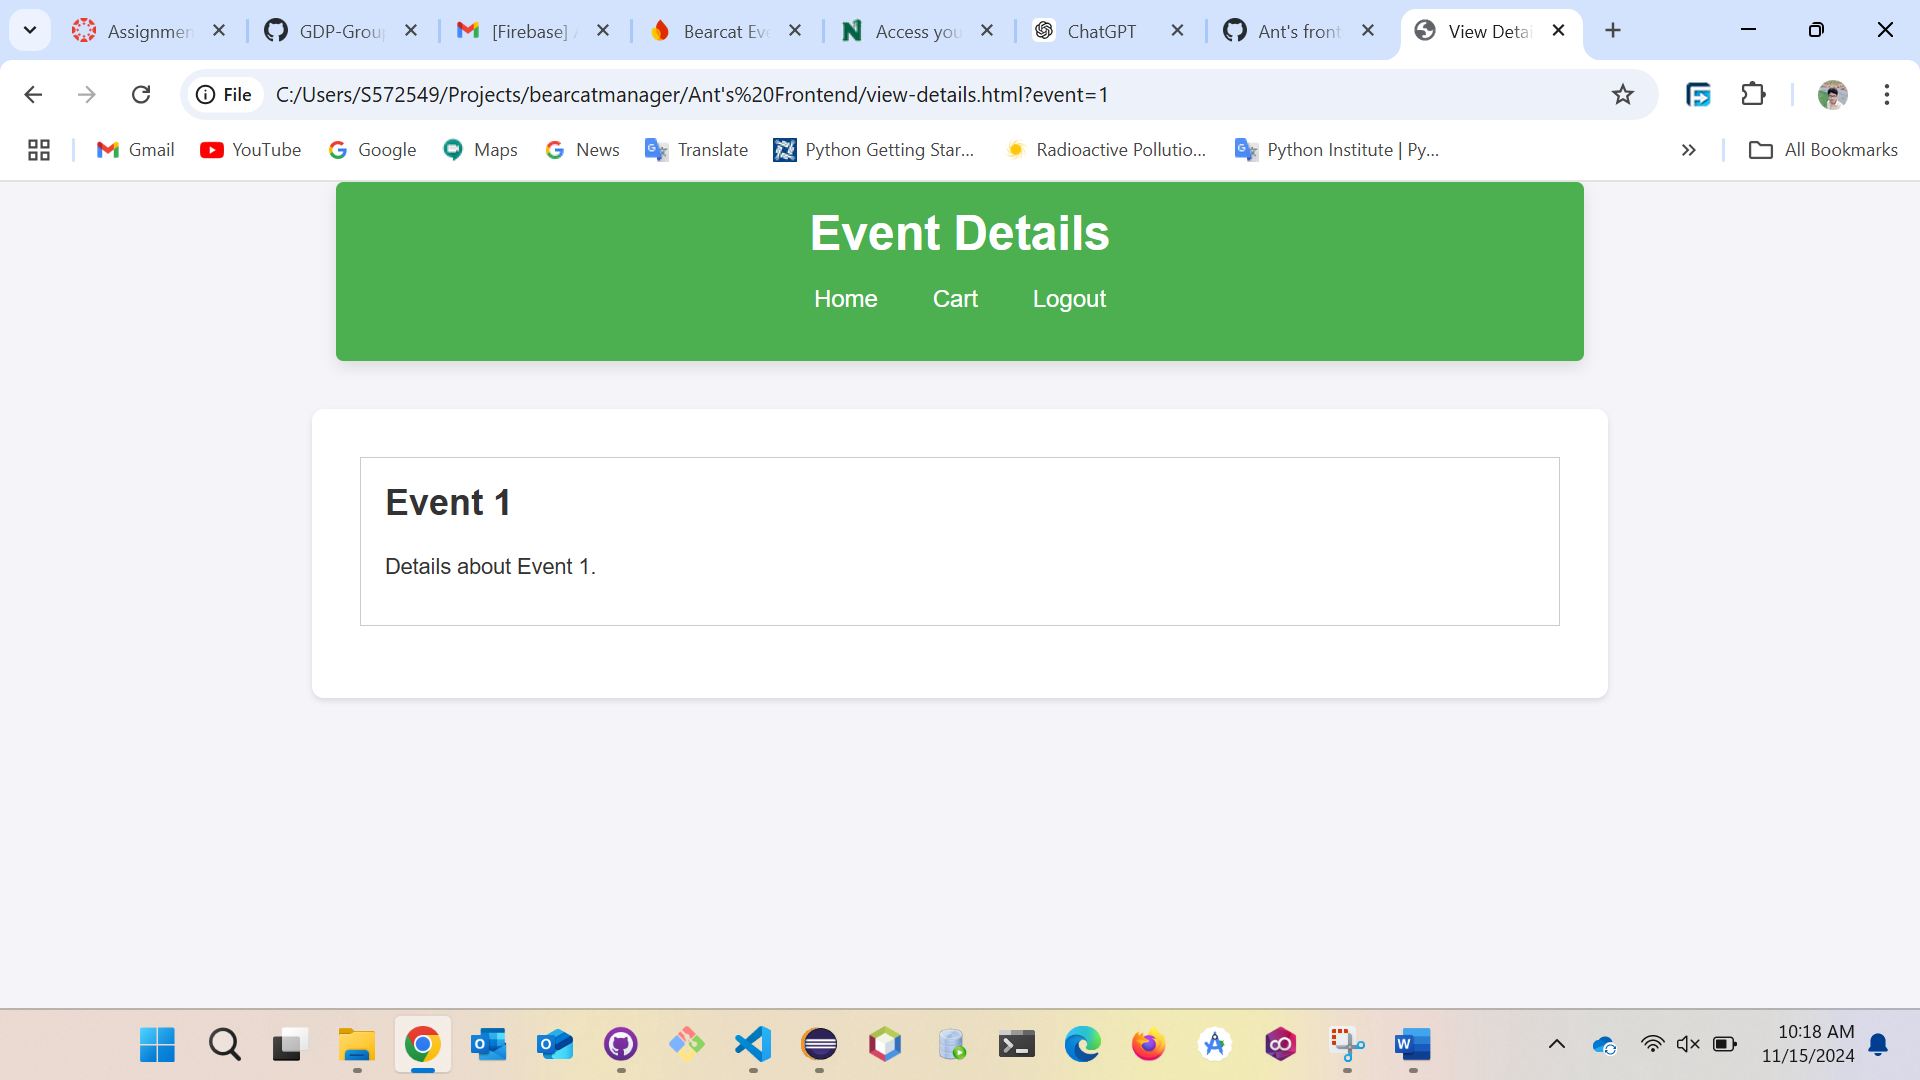 Assignmen
GDP-Grou
[Firebase] A
Bearcat Eve
Access you
ChatGPT
Ant's front
View Detai
File
C:/Users/S572549/Projects/bearcatmanager/Ant's%20Frontend/view-details.html?event=1
Gmail
YouTube
Google
Maps
News
Translate
Python Getting Star...
Radioactive Pollutio...
Python Institute | Py...
All Bookmarks
Event Details
Home
Cart
Logout
Event 1
Details about Event 1.
10:18 AM
11/15/2024